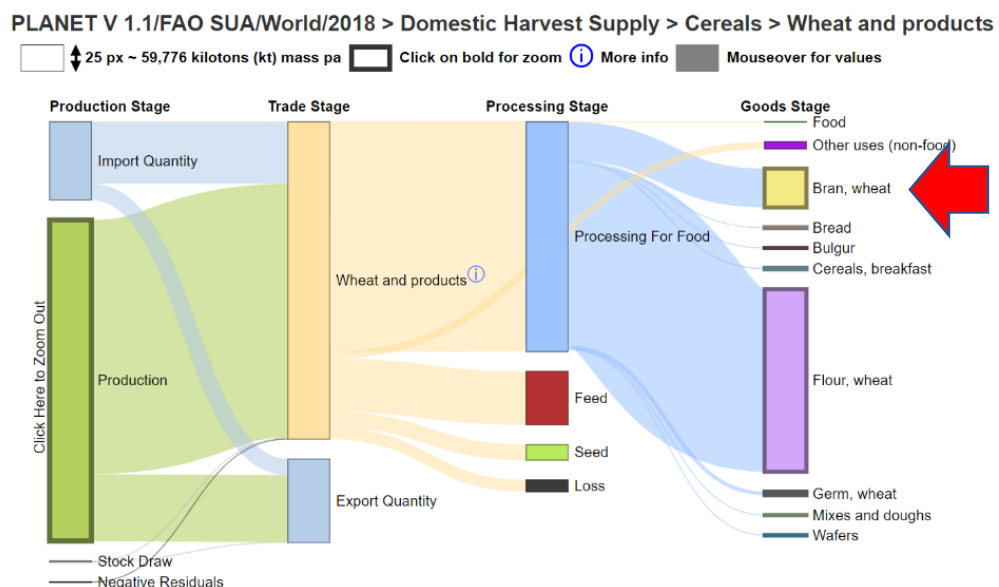 PLANET V 1.1/FAO SUA/World/2018 > Domestic Harvest Supply > Cereals > Wheat and products
25 px ~ 59,776 kilotons (kt) mass pa Click on bold for zoom i More info Mouseover for values
Production Stage Trade Stage Processing Stage Goods Stage
Food
Other uses (non-food)
Import Quantity
Bran, wheat
Bread
Processing For Food
Bulgur
Cereals, breakfast
Wheat and products i
Click Here to Zoom Out
Production
Flour, wheat
Feed
Seed
Loss
Export Quantity
Germ, wheat
Mixes and doughs
Wafers
Stock Draw
Negative Residuals